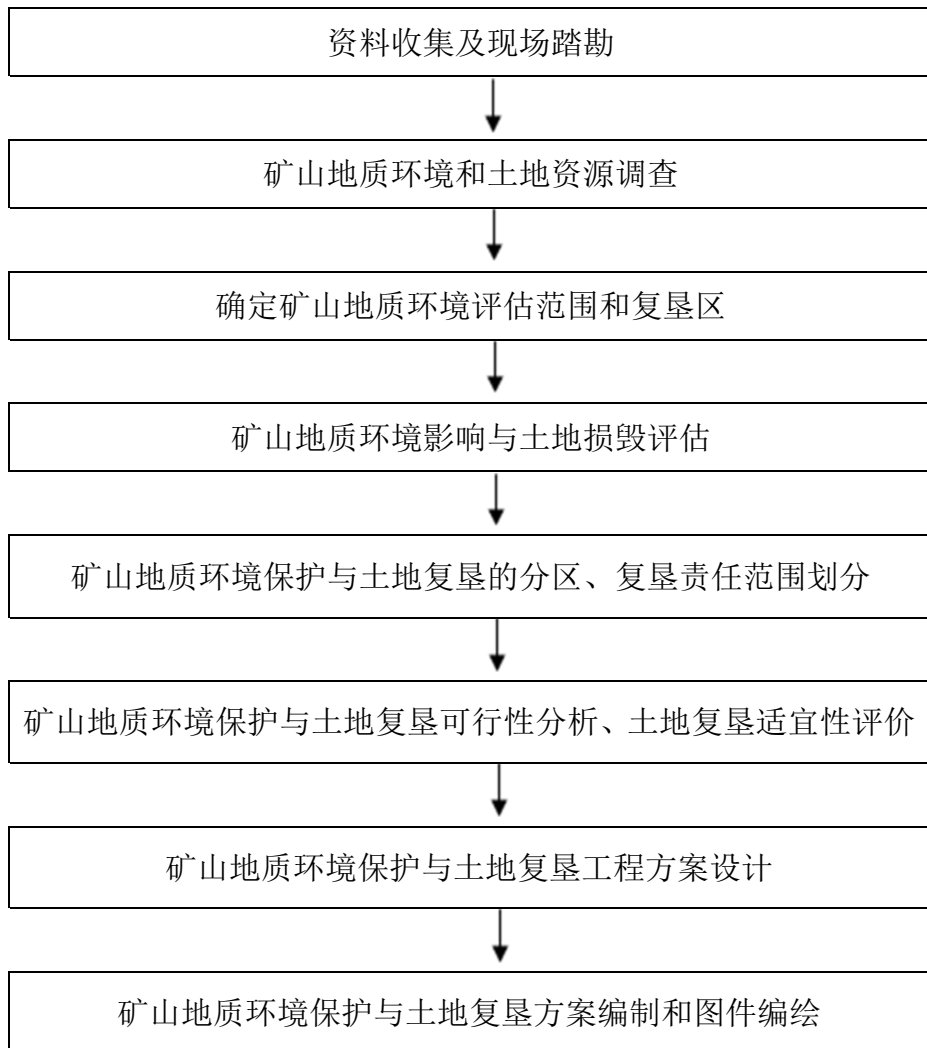 资料收集及现场踏勘
矿山地质环境和土地资源调查
确定矿山地质环境评估范围和复垦区
矿山地质环境影响与土地损毁评估
矿山地质环境保护与土地复垦的分区、复垦责任范围划分
矿山地质环境保护与土地复垦可行性分析、土地复垦适宜性评价
矿山地质环境保护与土地复垦工程方案设计
矿山地质环境保护与土地复垦方案编制和图件编绘